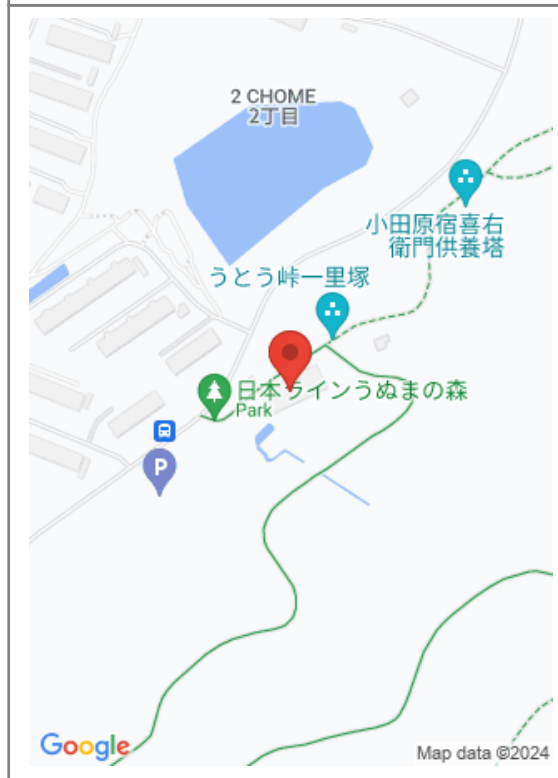 2 CHOME
2丁目
小田原宿喜右
衛門供養塔
うとう峠一里塚
日本ラインうぬまの森
Park
P
Google
Map data ©2024